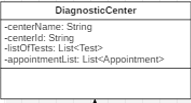 DiagnosticCenter
-centerName: String
-centerId: String
-listOfTests: List<Test>
-appointmentList: List<Appointment>